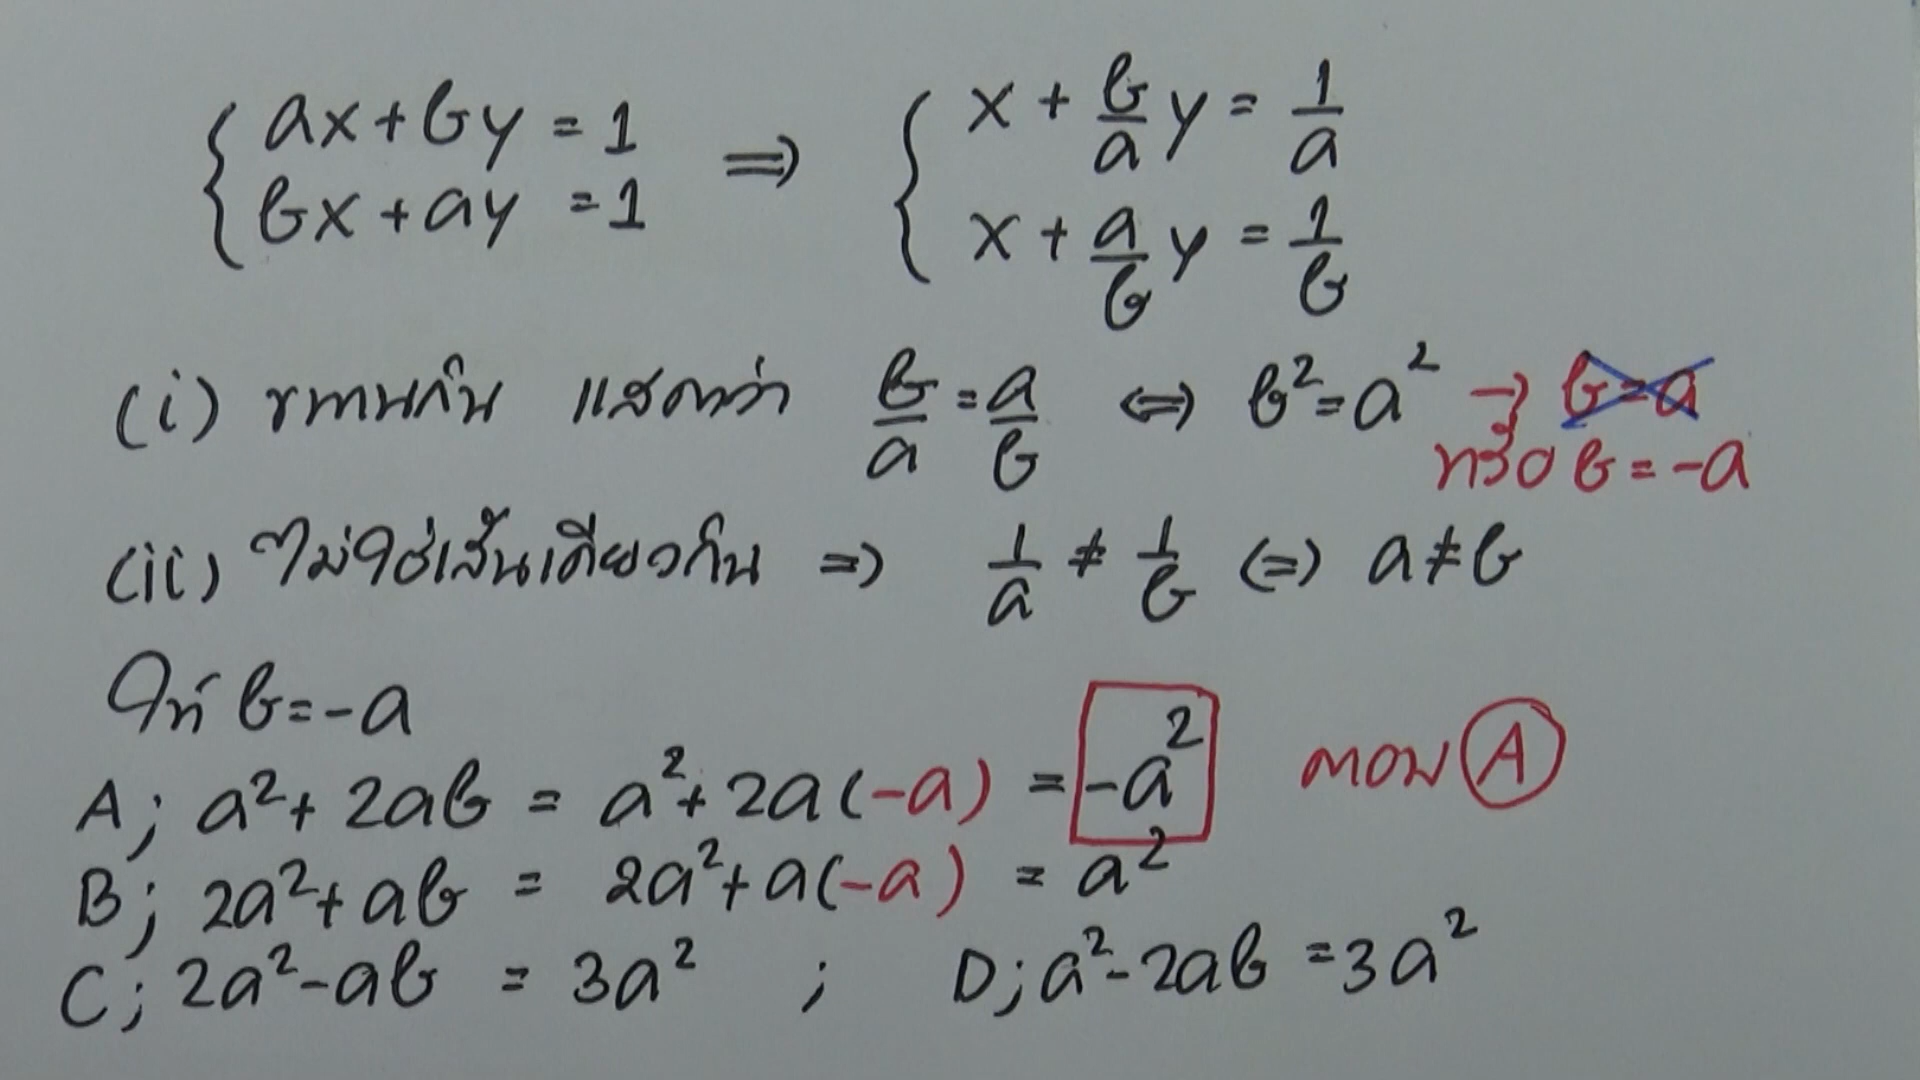 { ax + by = 1 ⇒ { x + b/a y = 1/a
bx + ay = 1 x + a/b y = 1/b
(i) ขนานกัน แสดงว่า b/a = a/b ⇔ b² = a² → b = a
หรือ b = -a
(ii) ไม่ใช่เส้นเดียวกัน ⇒ 1/a ≠ 1/b ⇔ a ≠ b
ให้ b = -a
A; a² + 2ab = a² + 2a(-a) = -a² ตอบ A
B; 2a² + ab = 2a² + a(-a) = a²
C; 2a² - ab = 3a² ; D; a² - 2ab = 3a²